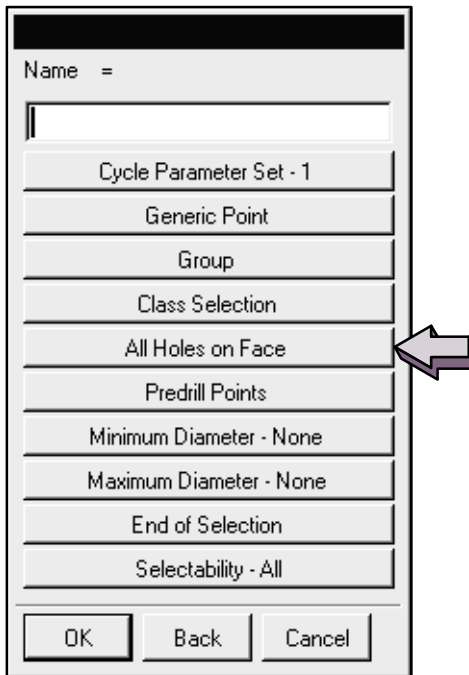 Name =
Cycle Parameter Set - 1
Generic Point
Group
Class Selection
All Holes on Face
Predrill Points
Minimum Diameter - None
Maximum Diameter - None
End of Selection
Selectability - All
OK Back Cancel